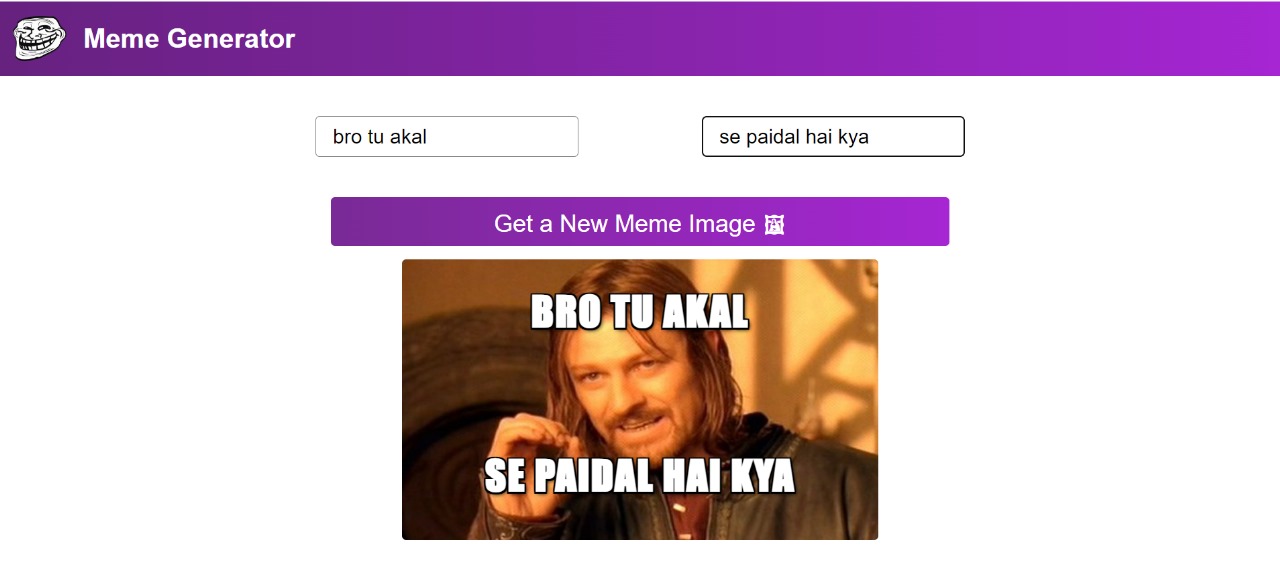 Meme Generator
bro tu akal
se paidal hai kya
Get a New Meme Image 🖼
BRO TU AKAL
SE PAIDAL HAI KYA